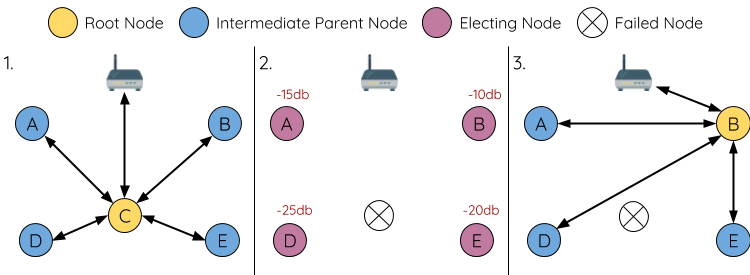 Root Node Intermediate Parent Node Electing Node Failed Node
1.
A
B
C
D
E
2.
-15db
-10db
A
B
-25db
-20db
D
E
3.
A
B
D
E